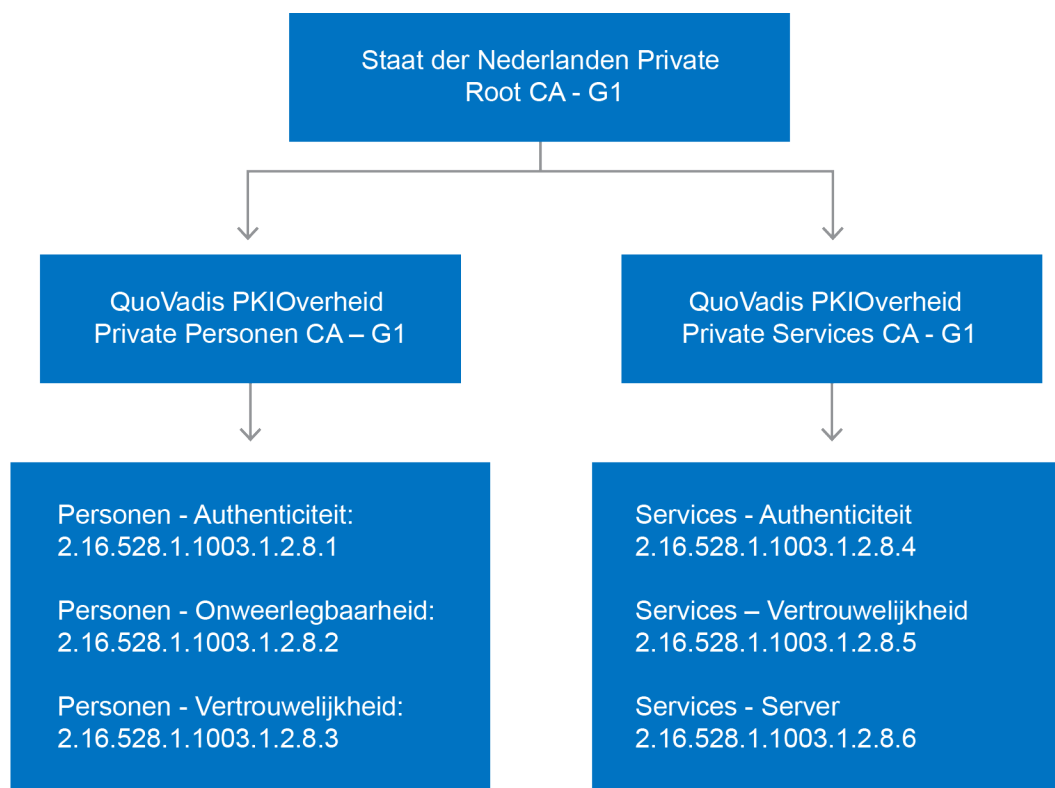 Staat der Nederlanden Private
Root CA - G1
QuoVadis PKIOverheid
Private Personen CA – G1
QuoVadis PKIOverheid
Private Services CA - G1
Personen - Authenticiteit:
2.16.528.1.1003.1.2.8.1
Personen - Onweerlegbaarheid:
2.16.528.1.1003.1.2.8.2
Personen - Vertrouwelijkheid:
2.16.528.1.1003.1.2.8.3
Services - Authenticiteit
2.16.528.1.1003.1.2.8.4
Services – Vertrouwelijkheid
2.16.528.1.1003.1.2.8.5
Services - Server
2.16.528.1.1003.1.2.8.6